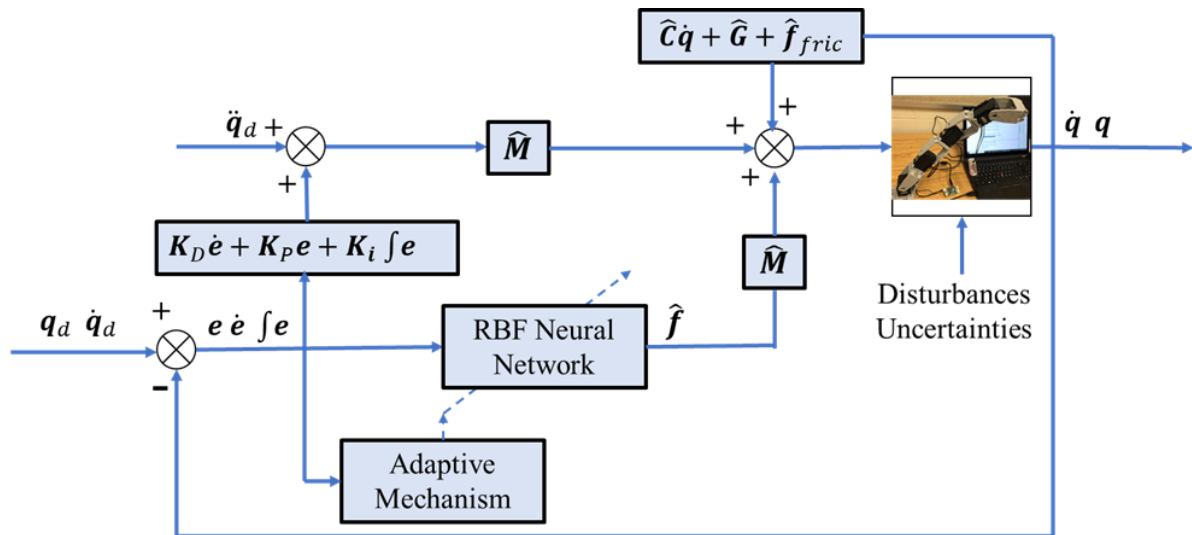 Ĉq̇ + Ĝ + f̂_fric
+
q̈_d +
+
+
M̂
q̇ q
+
+
K_D ė + K_P e + K_i ∫e
M̂
+
q_d q̇_d
e ė ∫e
RBF Neural
Network
f̂
Disturbances
Uncertainties
-
Adaptive
Mechanism